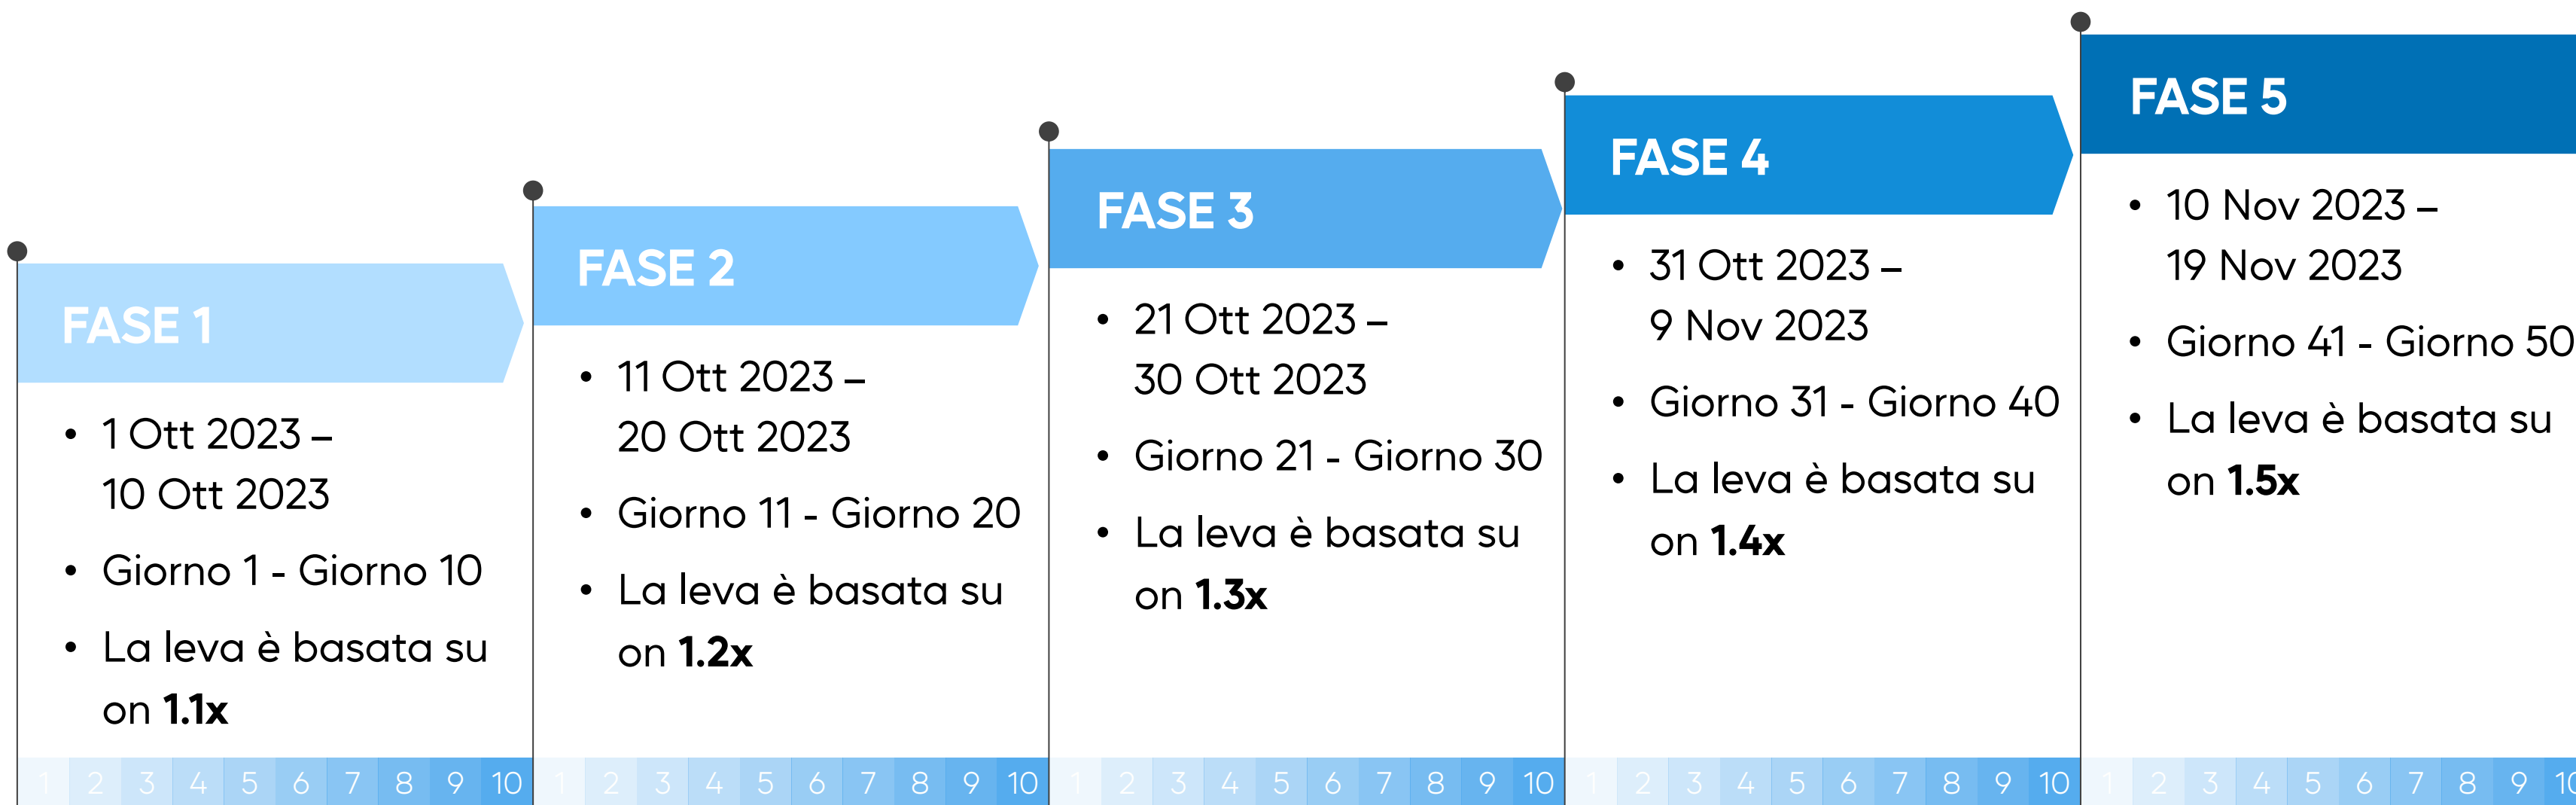 FASE 1
• 1 Ott 2023 –
10 Ott 2023
• Giorno 1 - Giorno 10
• La leva è basata su
on 1.1x
FASE 2
• 11 Ott 2023 –
20 Ott 2023
• Giorno 11 - Giorno 20
• La leva è basata su
on 1.2x
FASE 3
• 21 Ott 2023 –
30 Ott 2023
• Giorno 21 - Giorno 30
• La leva è basata su
on 1.3x
FASE 4
• 31 Ott 2023 –
9 Nov 2023
• Giorno 31 - Giorno 40
• La leva è basata su
on 1.4x
FASE 5
• 10 Nov 2023 –
19 Nov 2023
• Giorno 41 - Giorno 50
• La leva è basata su
on 1.5x
1 2 3 4 5 6 7 8 9 10 1 2 3 4 5 6 7 8 9 10 1 2 3 4 5 6 7 8 9 10 1 2 3 4 5 6 7 8 9 10 1 2 3 4 5 6 7 8 9 10